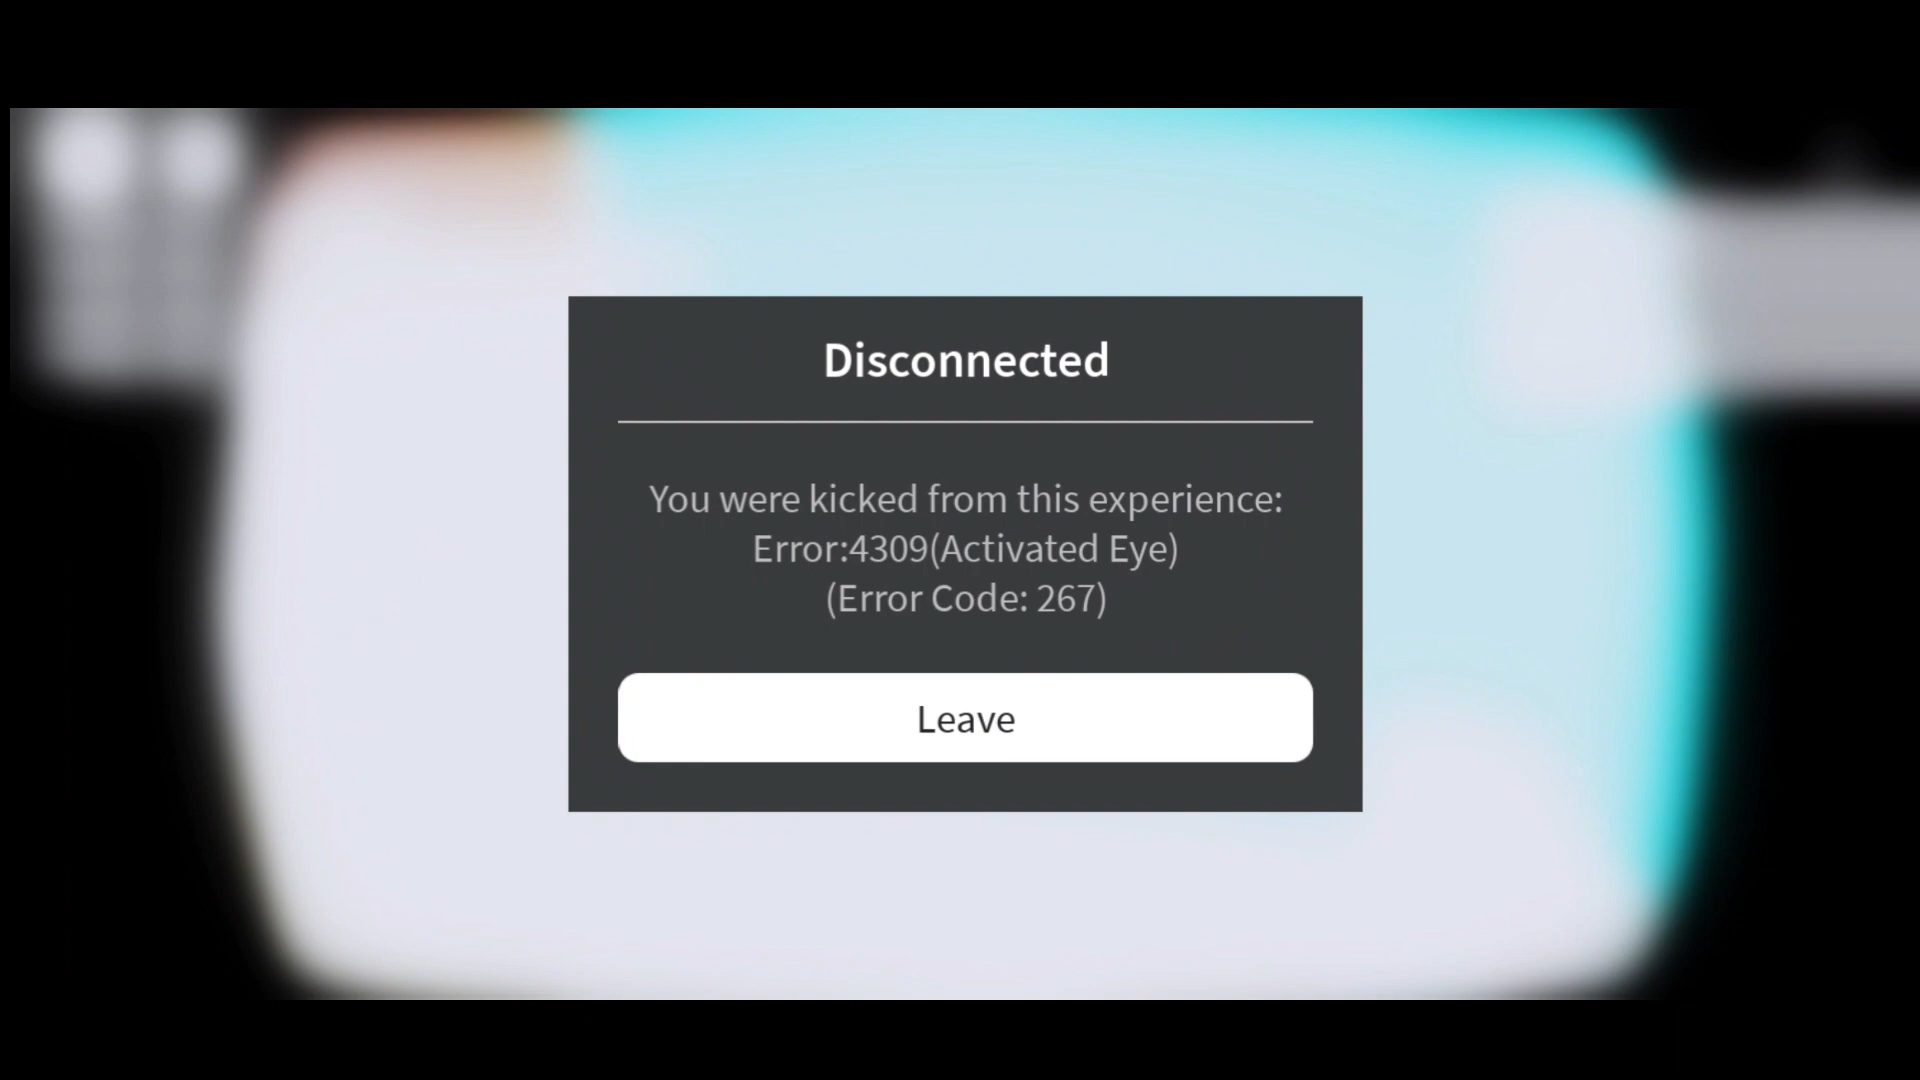 Disconnected
You were kicked from this experience:
Error:4309(Activated Eye)
(Error Code: 267)
Leave